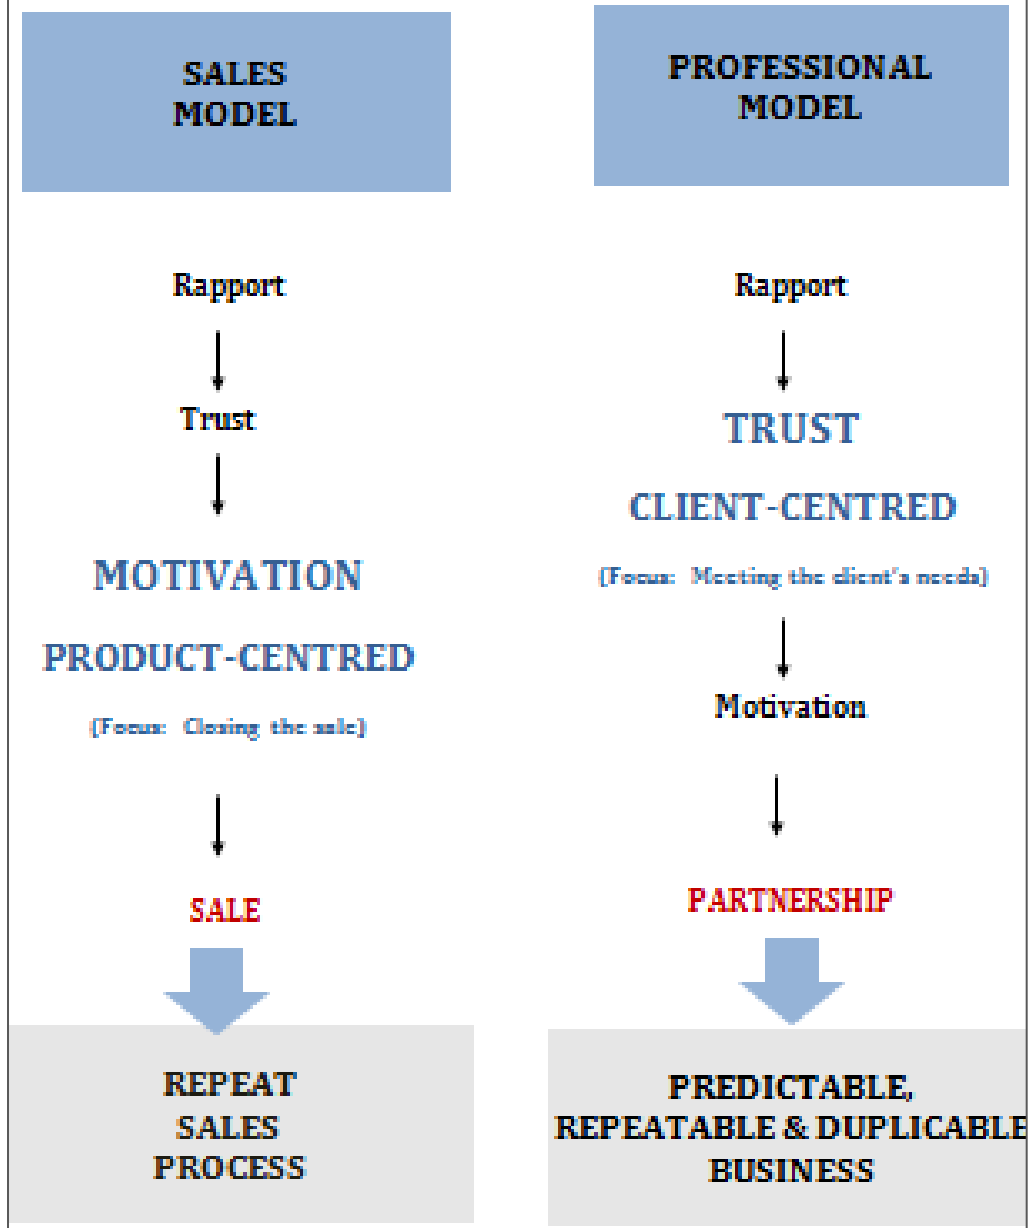 SALES
MODEL
Rapport
Trust
MOTIVATION
PRODUCT-CENTRED
(Focus: Closing the sale)
SALE
REPEAT
SALES
PROCESS
PROFESSIONAL
MODEL
Rapport
TRUST
CLIENT-CENTRED
(Focus: Meeting the client's needs)
Motivation
PARTNERSHIP
PREDICTABLE,
REPEATABLE & DUPLICABLE
BUSINESS